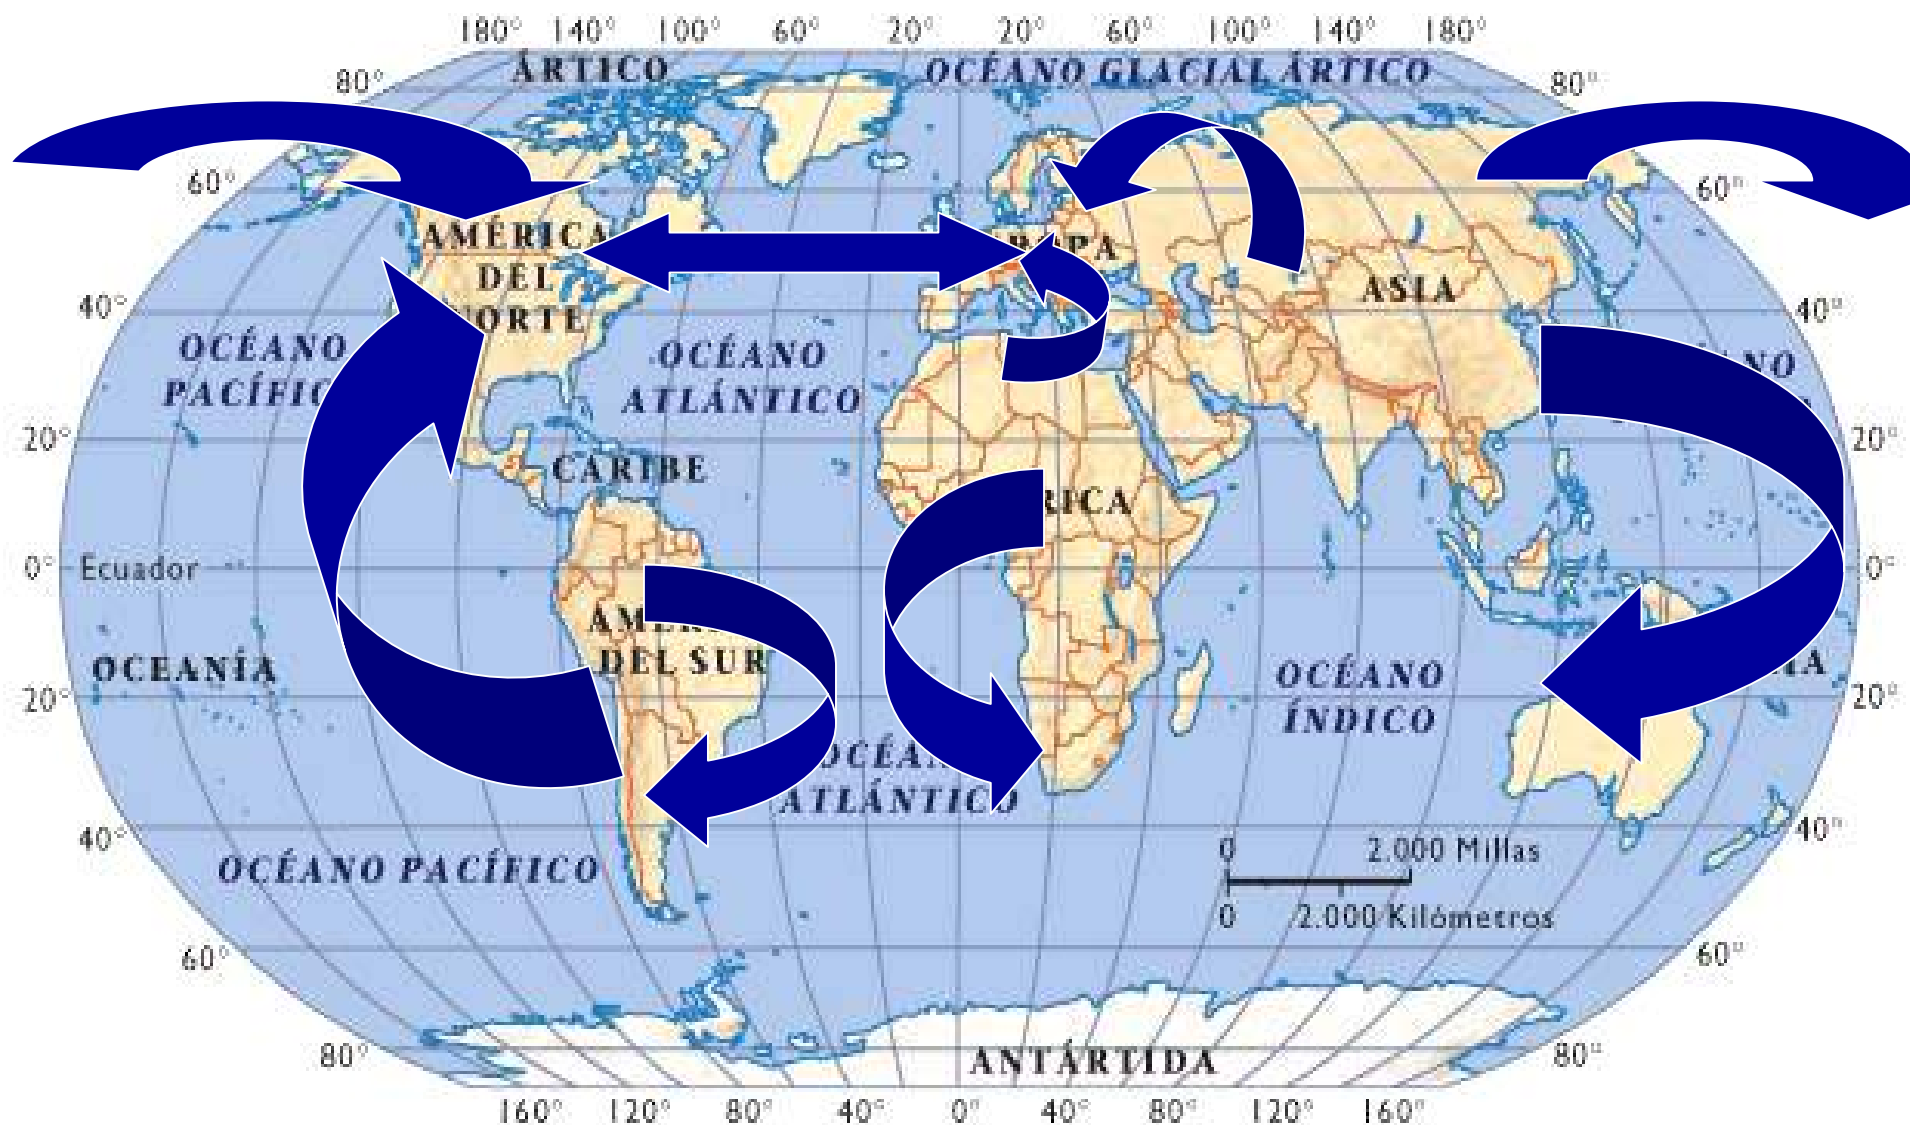 180° 140° 100° 60° 20° 20° 60° 100° 140° 180°
ÁRTICO
OCÉANO GLACIAL ÁRTICO
80° 80°
60° 60°
AMÉRICA
DEL
ASIA
40° 40°
OCÉANO
OCÉANO
ATLÁNTICO
20° 20°
CARIBE
0° Ecuador 0°
DEL SUR
OCEANÍA
OCÉANO
ÍNDICO
20° 20°
ATLÁNTICO
40° 40°
0 2.000 Millas
OCÉANO PACÍFICO
0 2.000 Kilómetros
60° 60°
80° 80°
ANTÁRTIDA
160° 120° 80° 40° 0° 40° 80° 120° 160°